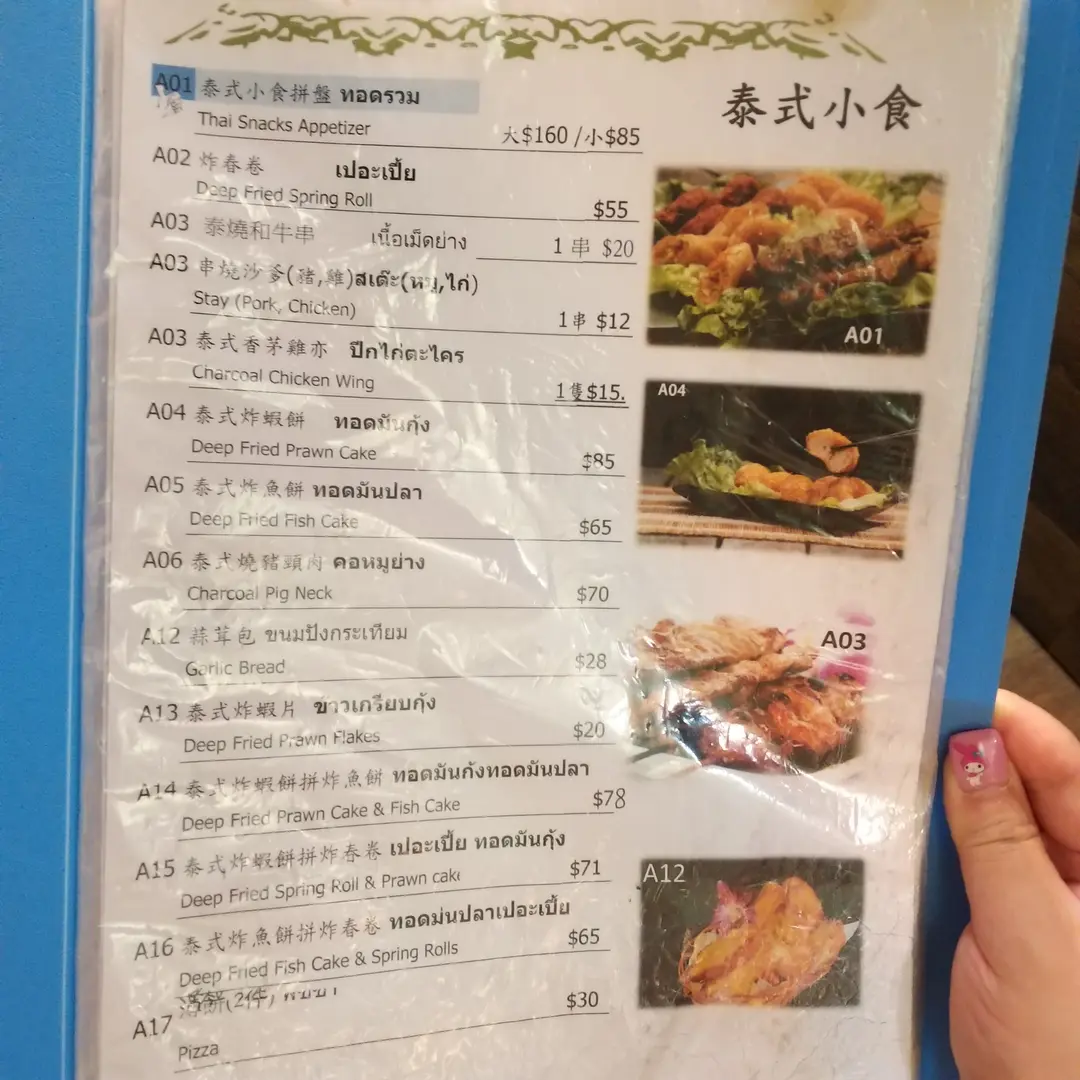 泰式小食
A01 泰式小食拼盤 ทอดรวม
Thai Snacks Appetizer 大$160 /小$85
A02 炸春卷 เปอะเปี้ย
Deep Fried Spring Roll $55
A03 泰燒和牛串 เนื้อเม็ดย่าง 1 串 $20
A03 串燒沙爹(豬,雞)สเต๊ะ(หมู,ไก่)
Stay (Pork, Chicken) 1串 $12
A03 泰式香茅雞亦 ปีกไก่ตะไคร
Charcoal Chicken Wing 1隻$15.
A04 泰式炸蝦餅 ทอดมันกุ้ง
Deep Fried Prawn Cake $85
A05 泰式炸魚餅 ทอดมันปลา
Deep Fried Fish Cake $65
A06 泰式燒豬頸肉 คอหมูย่าง
Charcoal Pig Neck $70
A12 蒜茸包 ขนมปังกระเทียม
Garlic Bread $28
A13 泰式炸蝦片 ข้าวเกรียบกุ้ง
Deep Fried Prawn Flakes $20
A14 泰式炸蝦餅拼炸魚餅 ทอดมันกังทอดมันปลา
Deep Fried Prawn Cake & Fish Cake $78
A15 泰式炸蝦餅拼炸春卷 เปอะเปี้ย ทอดมันกุ้ง
Deep Fried Spring Roll & Prawn cake $71
A16 泰式炸魚餅拼炸春卷 ทอดมันปลาเปอะเปี้ย
Deep Fried Fish Cake & Spring Rolls $65
A17 薄餅(2件)
Pizza $30
A01
A04
A03
A12